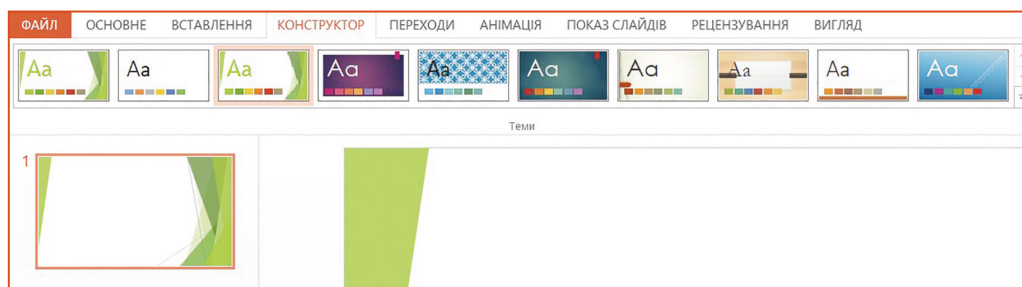 ФАЙЛ ОСНОВНЕ ВСТАВЛЕННЯ КОНСТРУКТОР ПЕРЕХОДИ АНІМАЦІЯ ПОКАЗ СЛАЙДІВ РЕЦЕНЗУВАННЯ ВИГЛЯД
Aa Aa Aa Aa Aa Aa Aa Aa Aa Aa
Теми
1